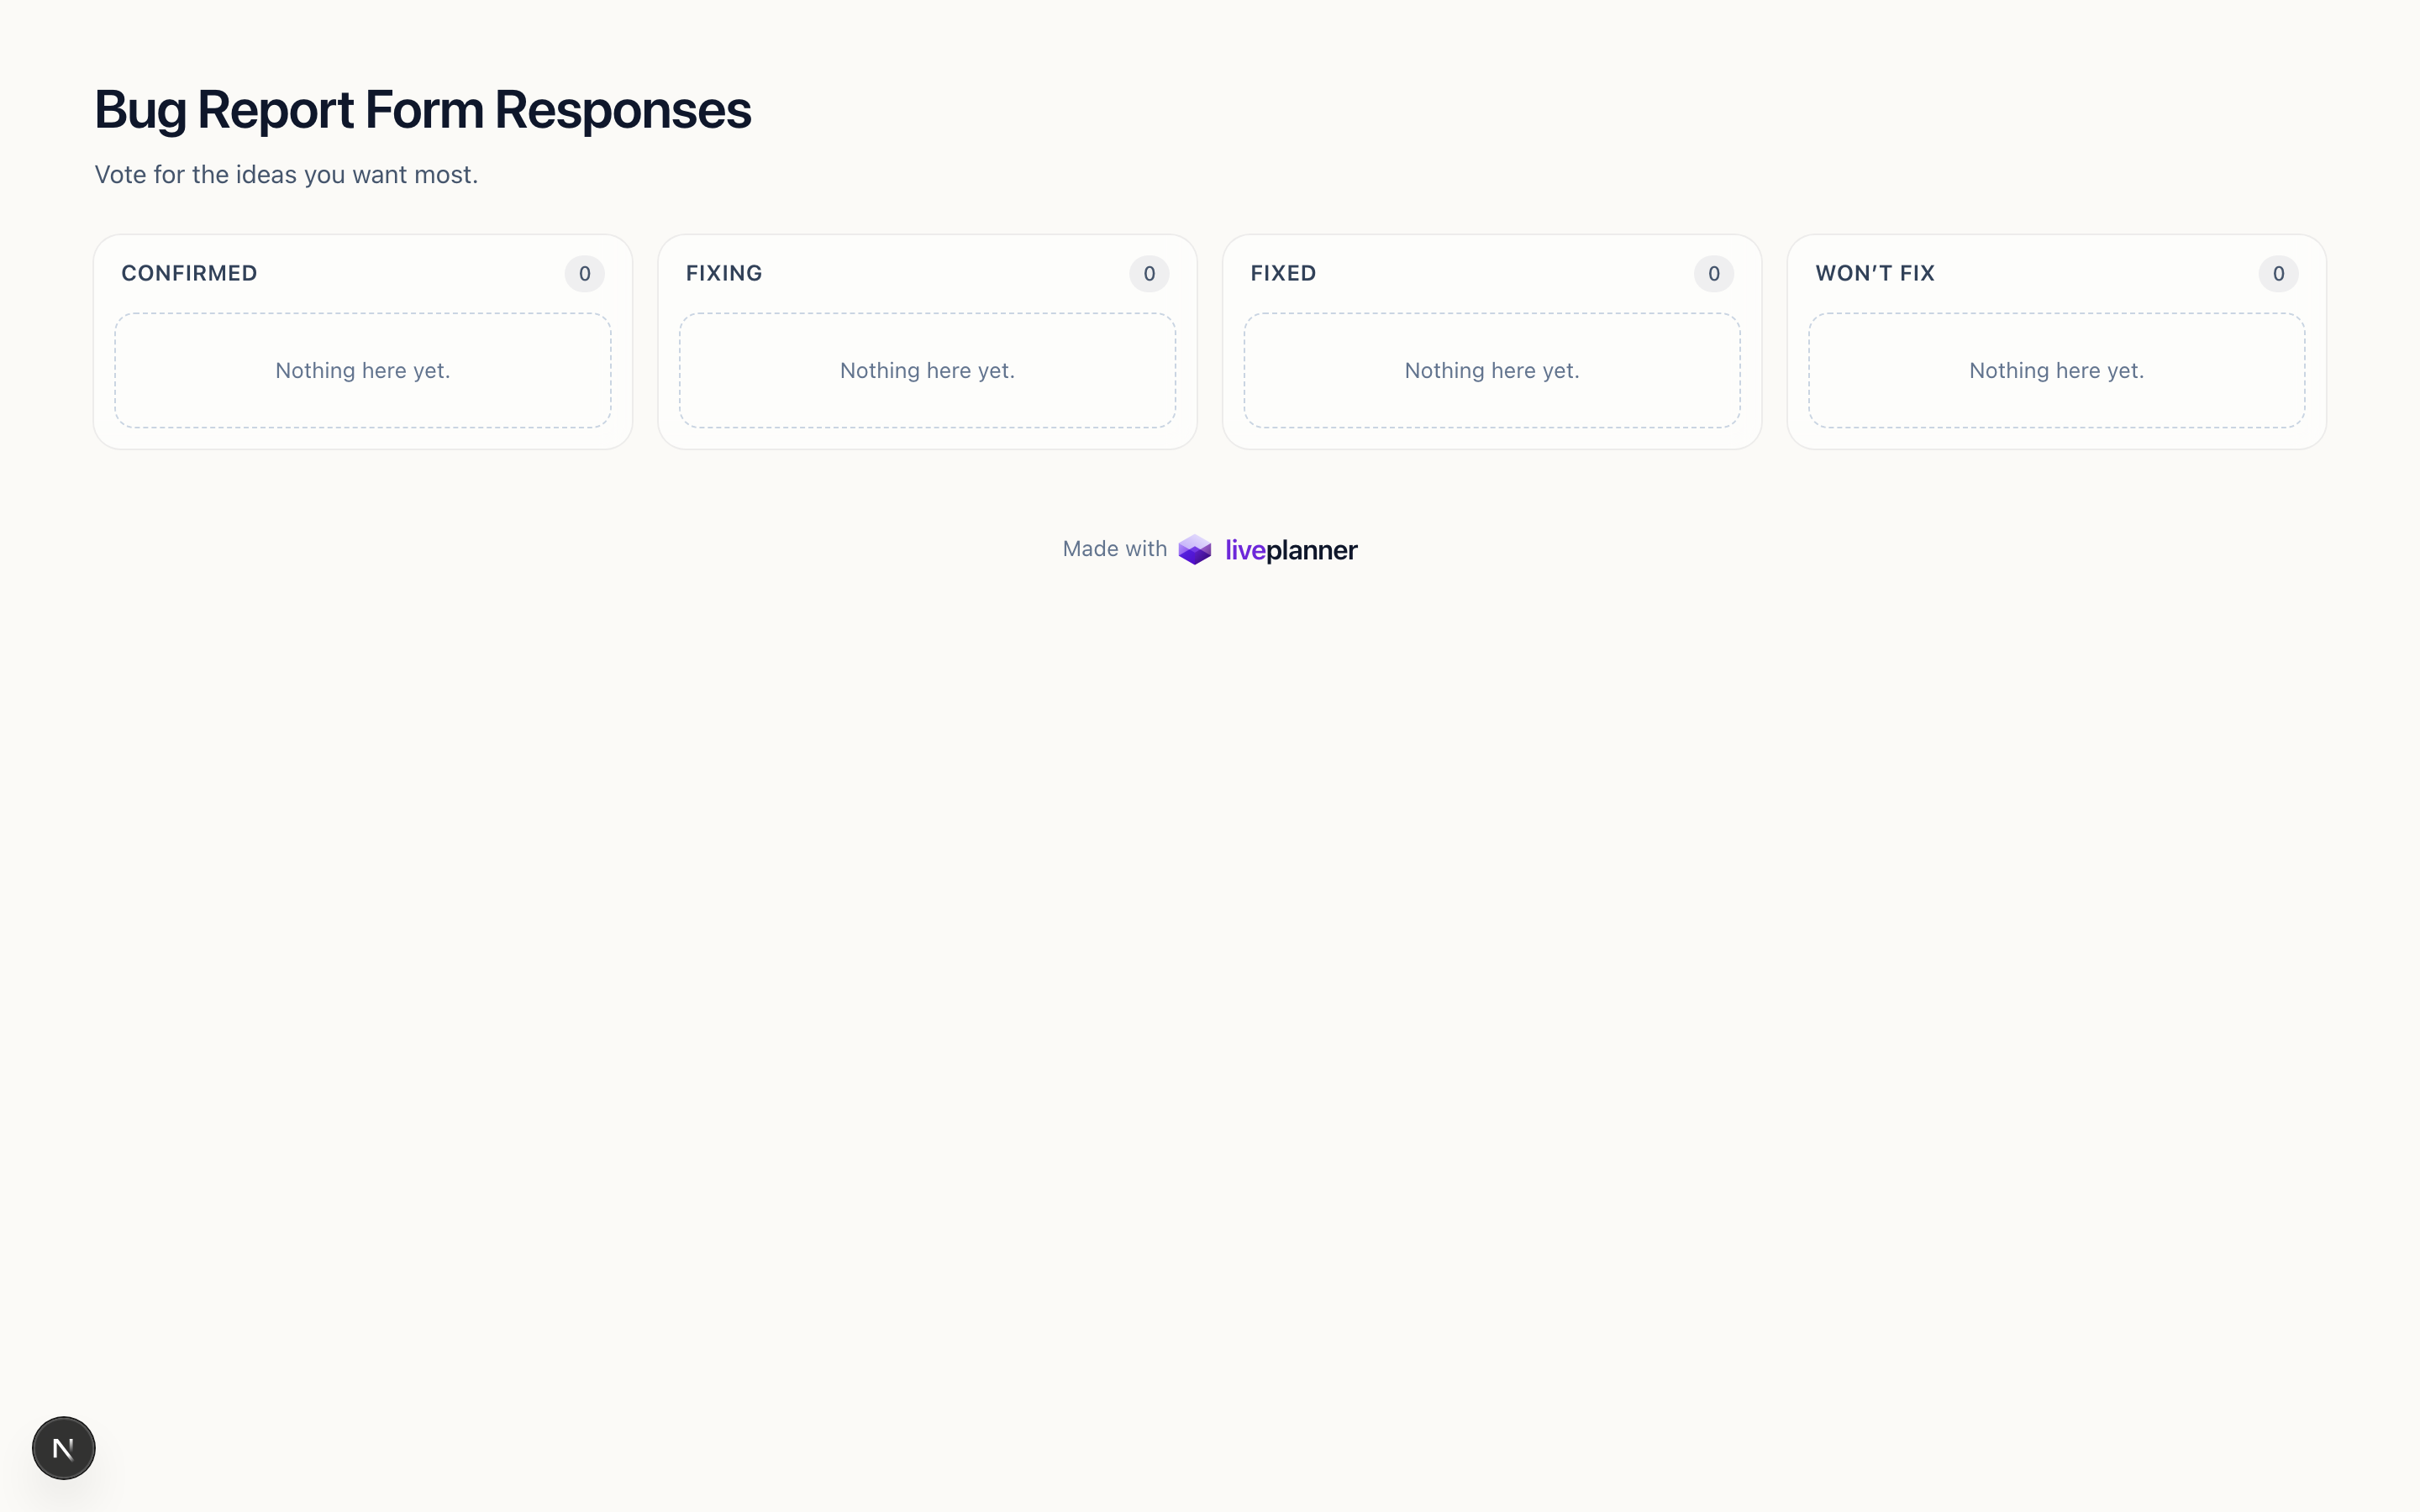 Bug Report Form Responses
Vote for the ideas you want most.
CONFIRMED 0
Nothing here yet.
FIXING 0
Nothing here yet.
FIXED 0
Nothing here yet.
WON’T FIX 0
Nothing here yet.
Made with liveplanner
N